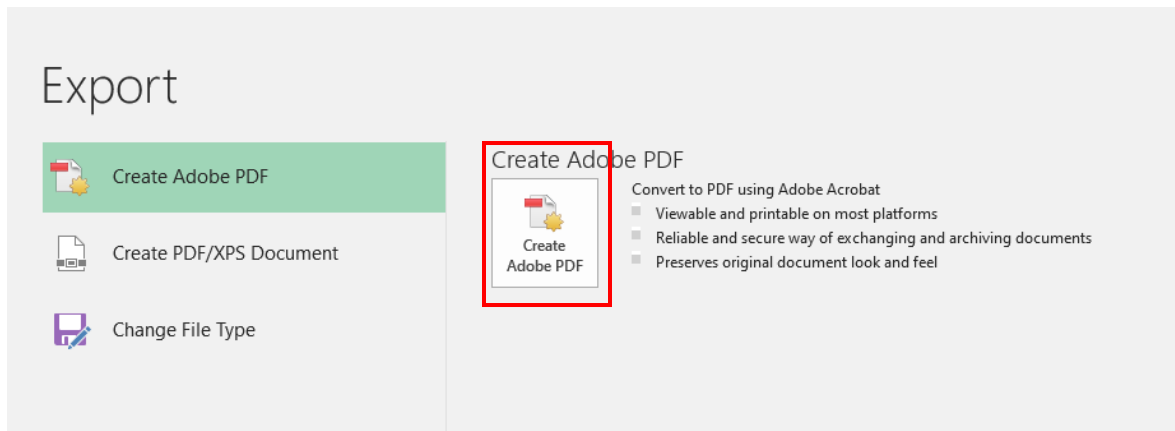 Export
Create Adobe PDF
Create PDF/XPS Document
Change File Type
Create Adobe PDF
Create
Adobe PDF
Convert to PDF using Adobe Acrobat
Viewable and printable on most platforms
Reliable and secure way of exchanging and archiving documents
Preserves original document look and feel